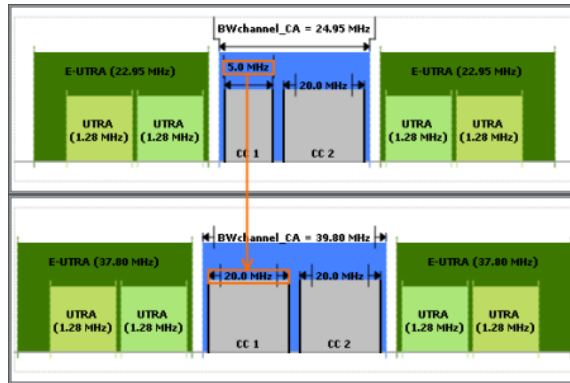 BWchannel_CA = 24.95 MHz
E-UTRA (22.95 MHz)
5.0 MHz
E-UTRA (22.95 MHz)
20.0 MHz
UTRA
(1.28 MHz)
UTRA
(1.28 MHz)
UTRA
(1.28 MHz)
UTRA
(1.28 MHz)
CC 1
CC 2
BWchannel_CA = 39.80 MHz
E-UTRA (37.80 MHz)
E-UTRA (37.80 MHz)
20.0 MHz
20.0 MHz
UTRA
(1.28 MHz)
UTRA
(1.28 MHz)
UTRA
(1.28 MHz)
UTRA
(1.28 MHz)
CC 1
CC 2